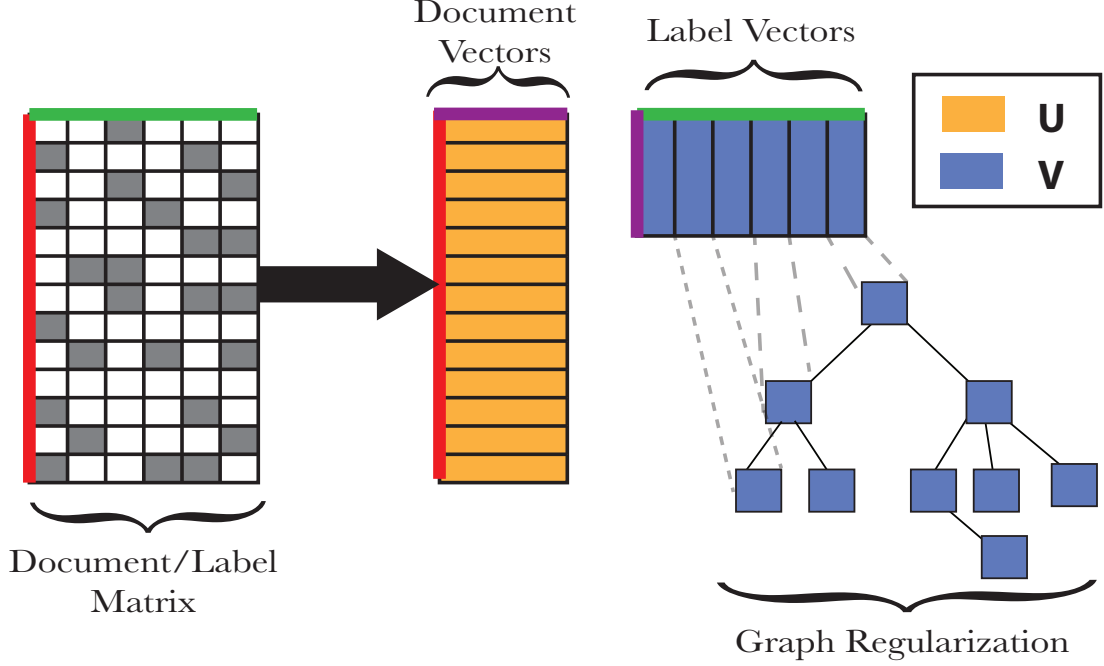 Document
Vectors
Label Vectors
U
V
Document/Label
Matrix
Graph Regularization